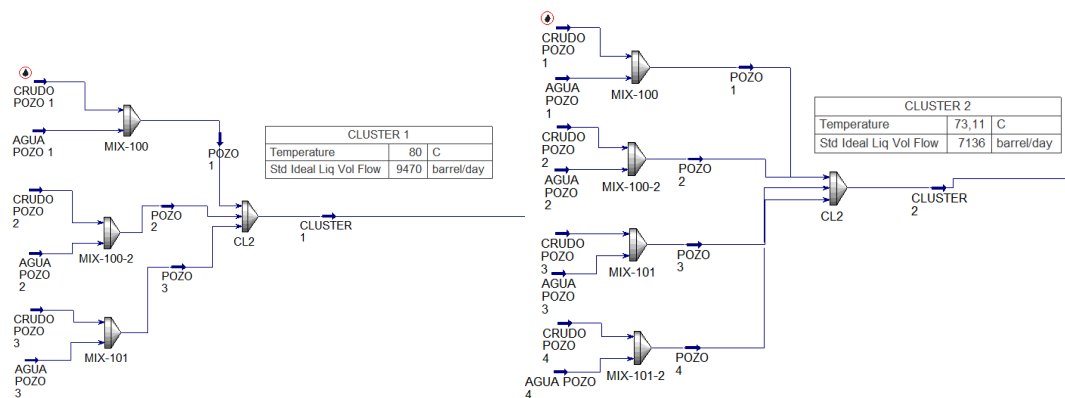 CRUDO
POZO 1
AGUA
POZO 1
MIX-100
POZO
1
CLUSTER 1
Temperature 80 C
Std Ideal Liq Vol Flow 9470 barrel/day
CRUDO
POZO
2
AGUA
POZO
2
MIX-100-2
POZO
2
CL2
CLUSTER
1
POZO
3
CRUDO
POZO
3
AGUA
POZO
3
MIX-101
CRUDO
POZO
1
AGUA
POZO
1
MIX-100
POZO
1
CLUSTER 2
Temperature 73,11 C
Std Ideal Liq Vol Flow 7136 barrel/day
CRUDO
POZO
2
AGUA
POZO
2
MIX-100-2
POZO
2
CL2
CLUSTER
2
CRUDO
POZO
3
AGUA
POZO
3
MIX-101
POZO
3
CRUDO
POZO
4
AGUA POZO
4
MIX-101-2
POZO
4